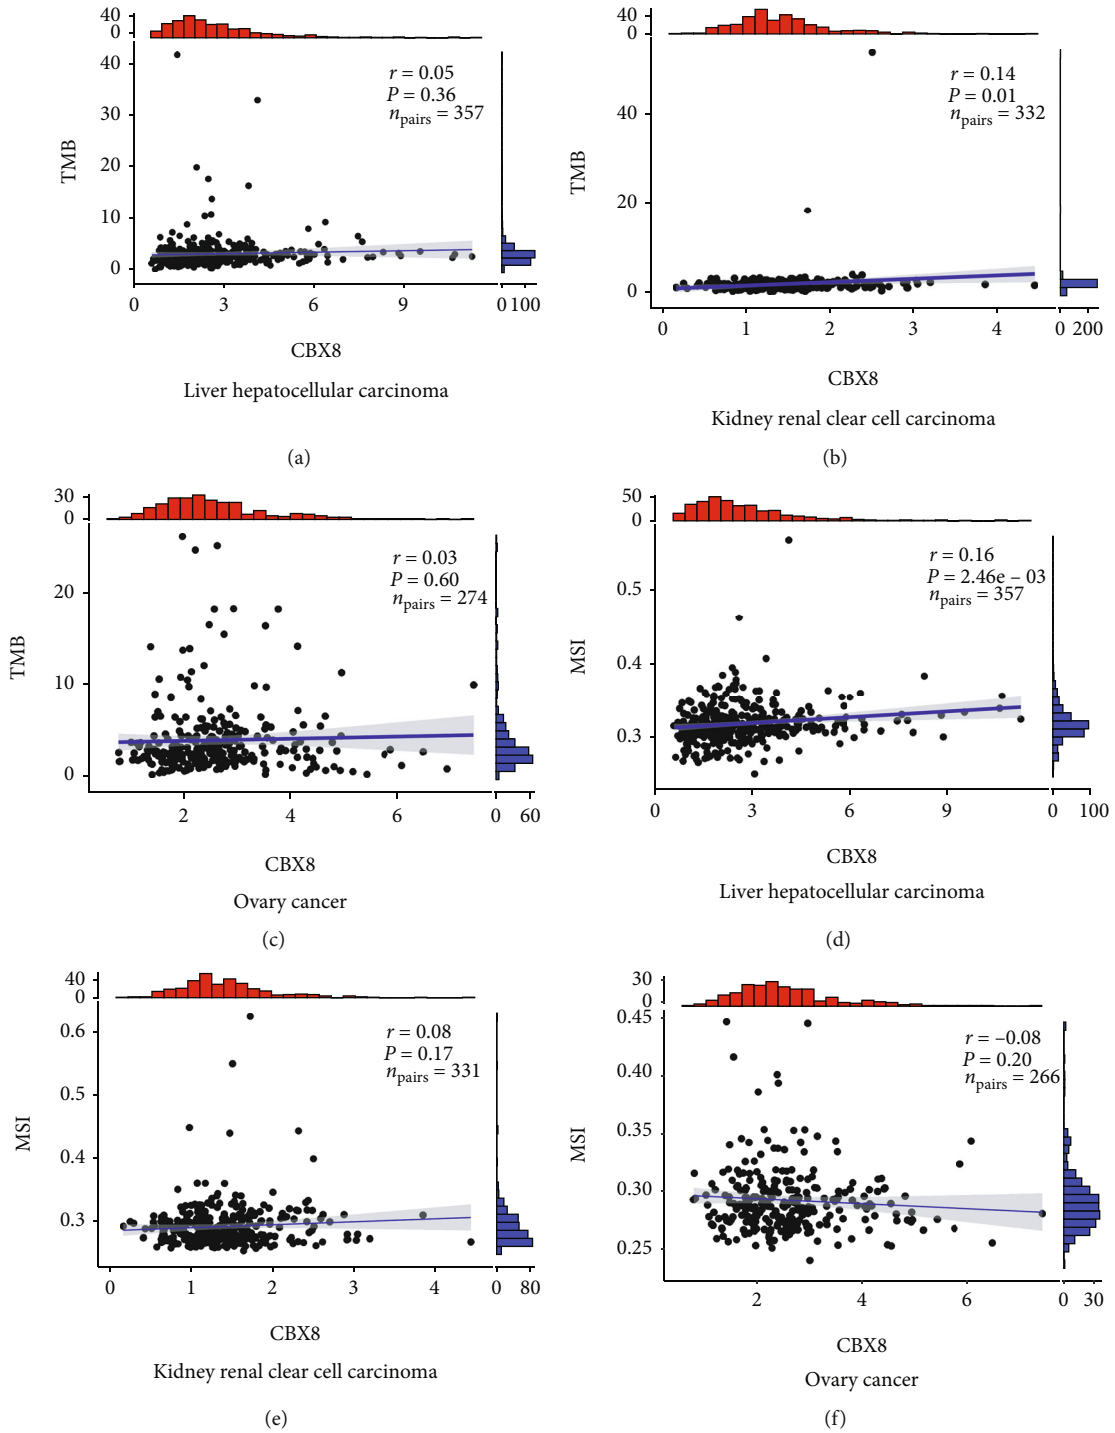 40
0
40
30
20
10
0
TMB
r = 0.05
P = 0.36
n_pairs = 357
0 3 6 9
0 100
CBX8
Liver hepatocellular carcinoma
(a)
40
0
40
20
0
TMB
r = 0.14
P = 0.01
n_pairs = 332
0 1 2 3 4
0 200
CBX8
Kidney renal clear cell carcinoma
(b)
30
0
20
10
0
TMB
r = 0.03
P = 0.60
n_pairs = 274
2 4 6
0 60
CBX8
Ovary cancer
(c)
50
0
0.5
0.4
0.3
MSI
r = 0.16
P = 2.46e – 03
n_pairs = 357
0 3 6 9
0 100
CBX8
Liver hepatocellular carcinoma
(d)
40
0
0.6
0.5
0.4
0.3
MSI
r = 0.08
P = 0.17
n_pairs = 331
0 1 2 3 4
0 80
CBX8
Kidney renal clear cell carcinoma
(e)
30
0
0.45
0.40
0.35
0.30
0.25
MSI
r = –0.08
P = 0.20
n_pairs = 266
2 4 6
0 30
CBX8
Ovary cancer
(f)